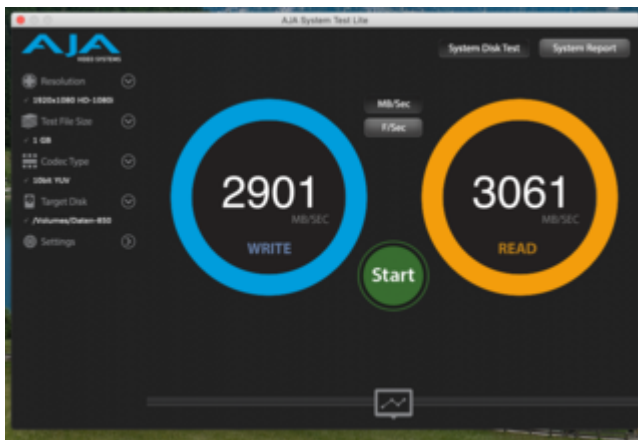 AJA System Test Lite
AJA
VIDEO SYSTEMS
System Disk Test
System Report
Resolution
1920x1080 HD-1080i
Test File Size
1 GB
Codec Type
10bit YUV
Target Disk
/Volumes/Daten-850
Settings
MB/Sec
F/Sec
2901
MB/SEC
WRITE
3061
MB/SEC
READ
Start